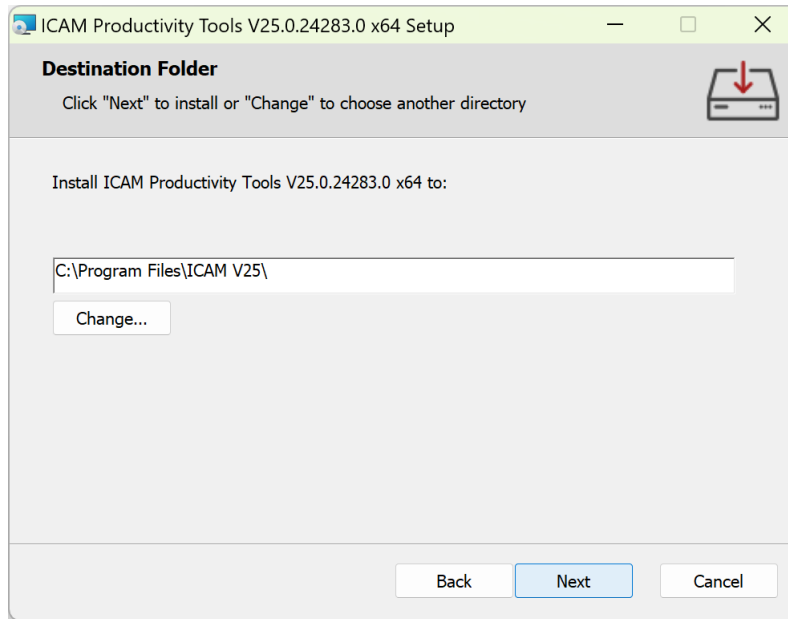 ICAM Productivity Tools V25.0.24283.0 x64 Setup
Destination Folder
Click "Next" to install or "Change" to choose another directory
Install ICAM Productivity Tools V25.0.24283.0 x64 to:
C:\Program Files\ICAM V25\
Change...
Back Next Cancel